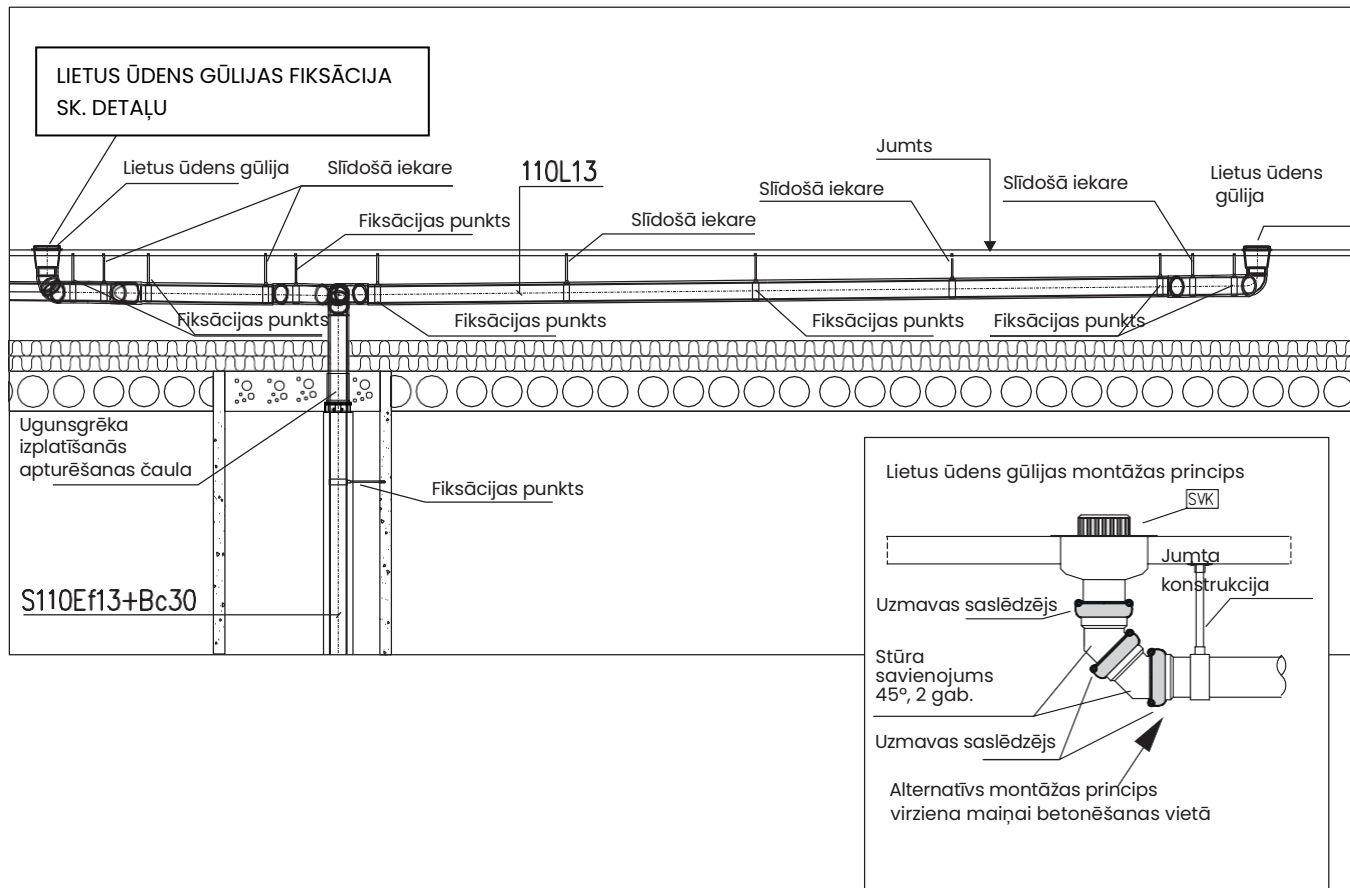 LIETUS ŪDENS GŪLIJAS FIKSĀCIJA
SK. DETAĻU
Lietus ūdens gūlija
Slīdošā iekare
110L13
Jumts
Fiksācijas punkts
Slīdošā iekare
Slīdošā iekare
Slīdošā iekare
Lietus ūdens
gūlija
Fiksācijas punkts
Fiksācijas punkts
Fiksācijas punkts
Fiksācijas punkts
Ugunsgrēka
izplatīšanās
apturēšanas čaula
Fiksācijas punkts
S110Ef13+Bc30
Lietus ūdens gūlijas montāžas princips
SVK
Jumta
konstrukcija
Uzmavas saslēdzējs
Stūra
savienojums
45°, 2 gab.
Uzmavas saslēdzējs
Alternatīvs montāžas princips
virziena maiņai betonēšanas vietā